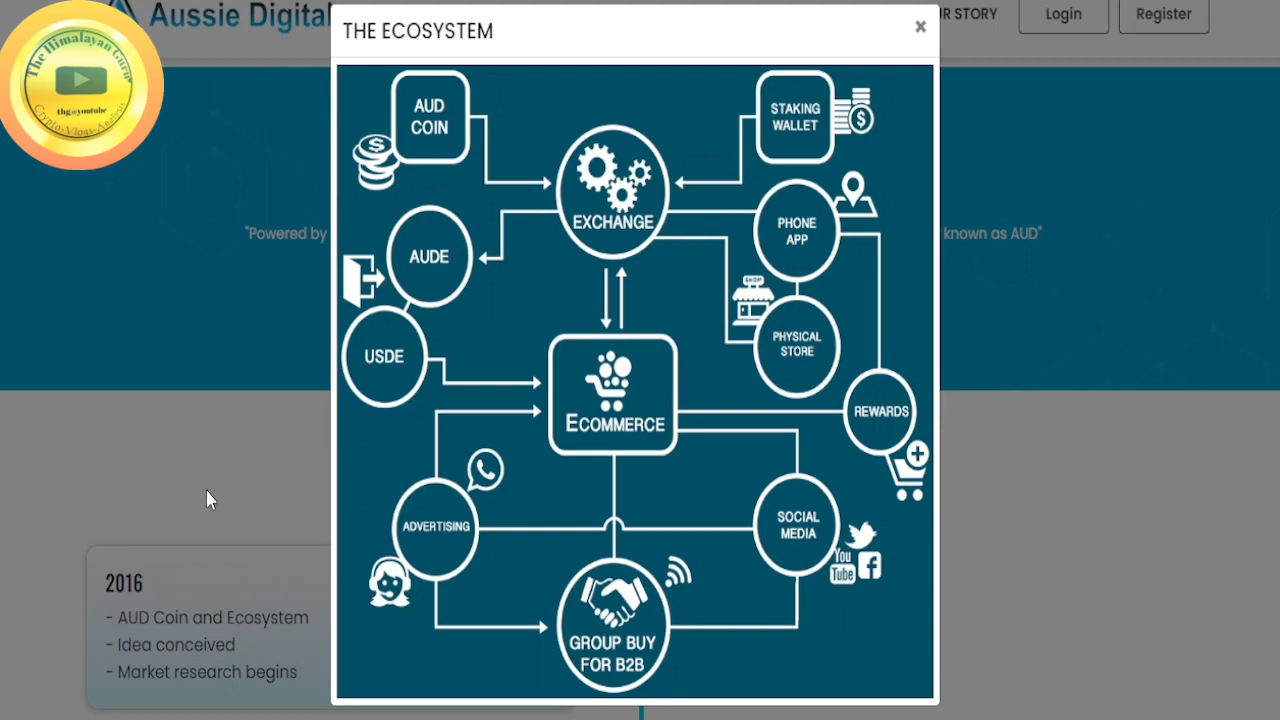 Aussie Digital
UR STORY
Login
Register
The Himalayan Guru
thg@youtube
Crypto-Vlogs-Analysis
THE ECOSYSTEM
×
AUD
COIN
STAKING
WALLET
EXCHANGE
PHONE
APP
AUDE
SHOP
USDE
PHYSICAL
STORE
ECOMMERCE
REWARDS
ADVERTISING
SOCIAL
MEDIA
You
Tube
GROUP BUY
FOR B2B
"Powered by
known as AUD"
2016
- AUD Coin and Ecosystem
- Idea conceived
- Market research begins